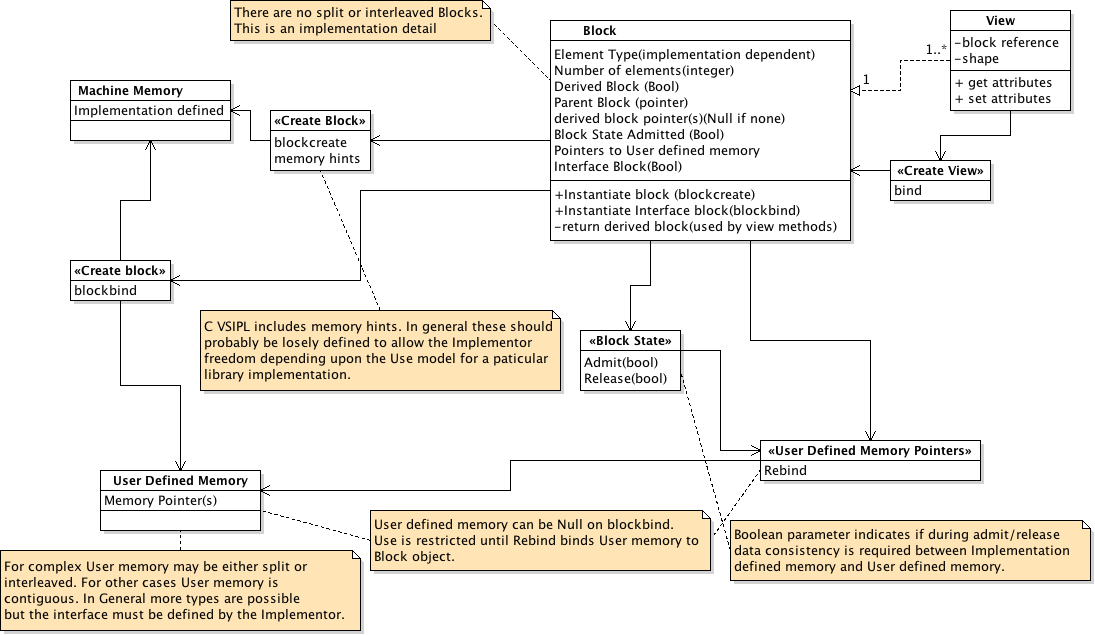 There are no split or interleaved Blocks.
This is an implementation detail
Block
Element Type(implementation dependent)
Number of elements(integer)
Derived Block (Bool)
Parent Block (pointer)
derived block pointer(s)(Null if none)
Block State Admitted (Bool)
Pointers to User defined memory
Interface Block(Bool)
+Instantiate block (blockcreate)
+Instantiate Interface block(blockbind)
-return derived block(used by view methods)
View
-block reference
-shape
+ get attributes
+ set attributes
1..*
1
Machine Memory
Implementation defined
«Create Block»
blockcreate
memory hints
«Create View»
bind
«Create block»
blockbind
C VSIPL includes memory hints. In general these should
probably be losely defined to allow the Implementor
freedom depending upon the Use model for a paticular
library implementation.
«Block State»
Admit(bool)
Release(bool)
«User Defined Memory Pointers»
Rebind
User Defined Memory
Memory Pointer(s)
User defined memory can be Null on blockbind.
Use is restricted until Rebind binds User memory to
Block object.
Boolean parameter indicates if during admit/release
data consistency is required between Implementation
defined memory and User defined memory.
For complex User memory may be either split or
interleaved. For other cases User memory is
contiguous. In General more types are possible
but the interface must be defined by the Implementor.